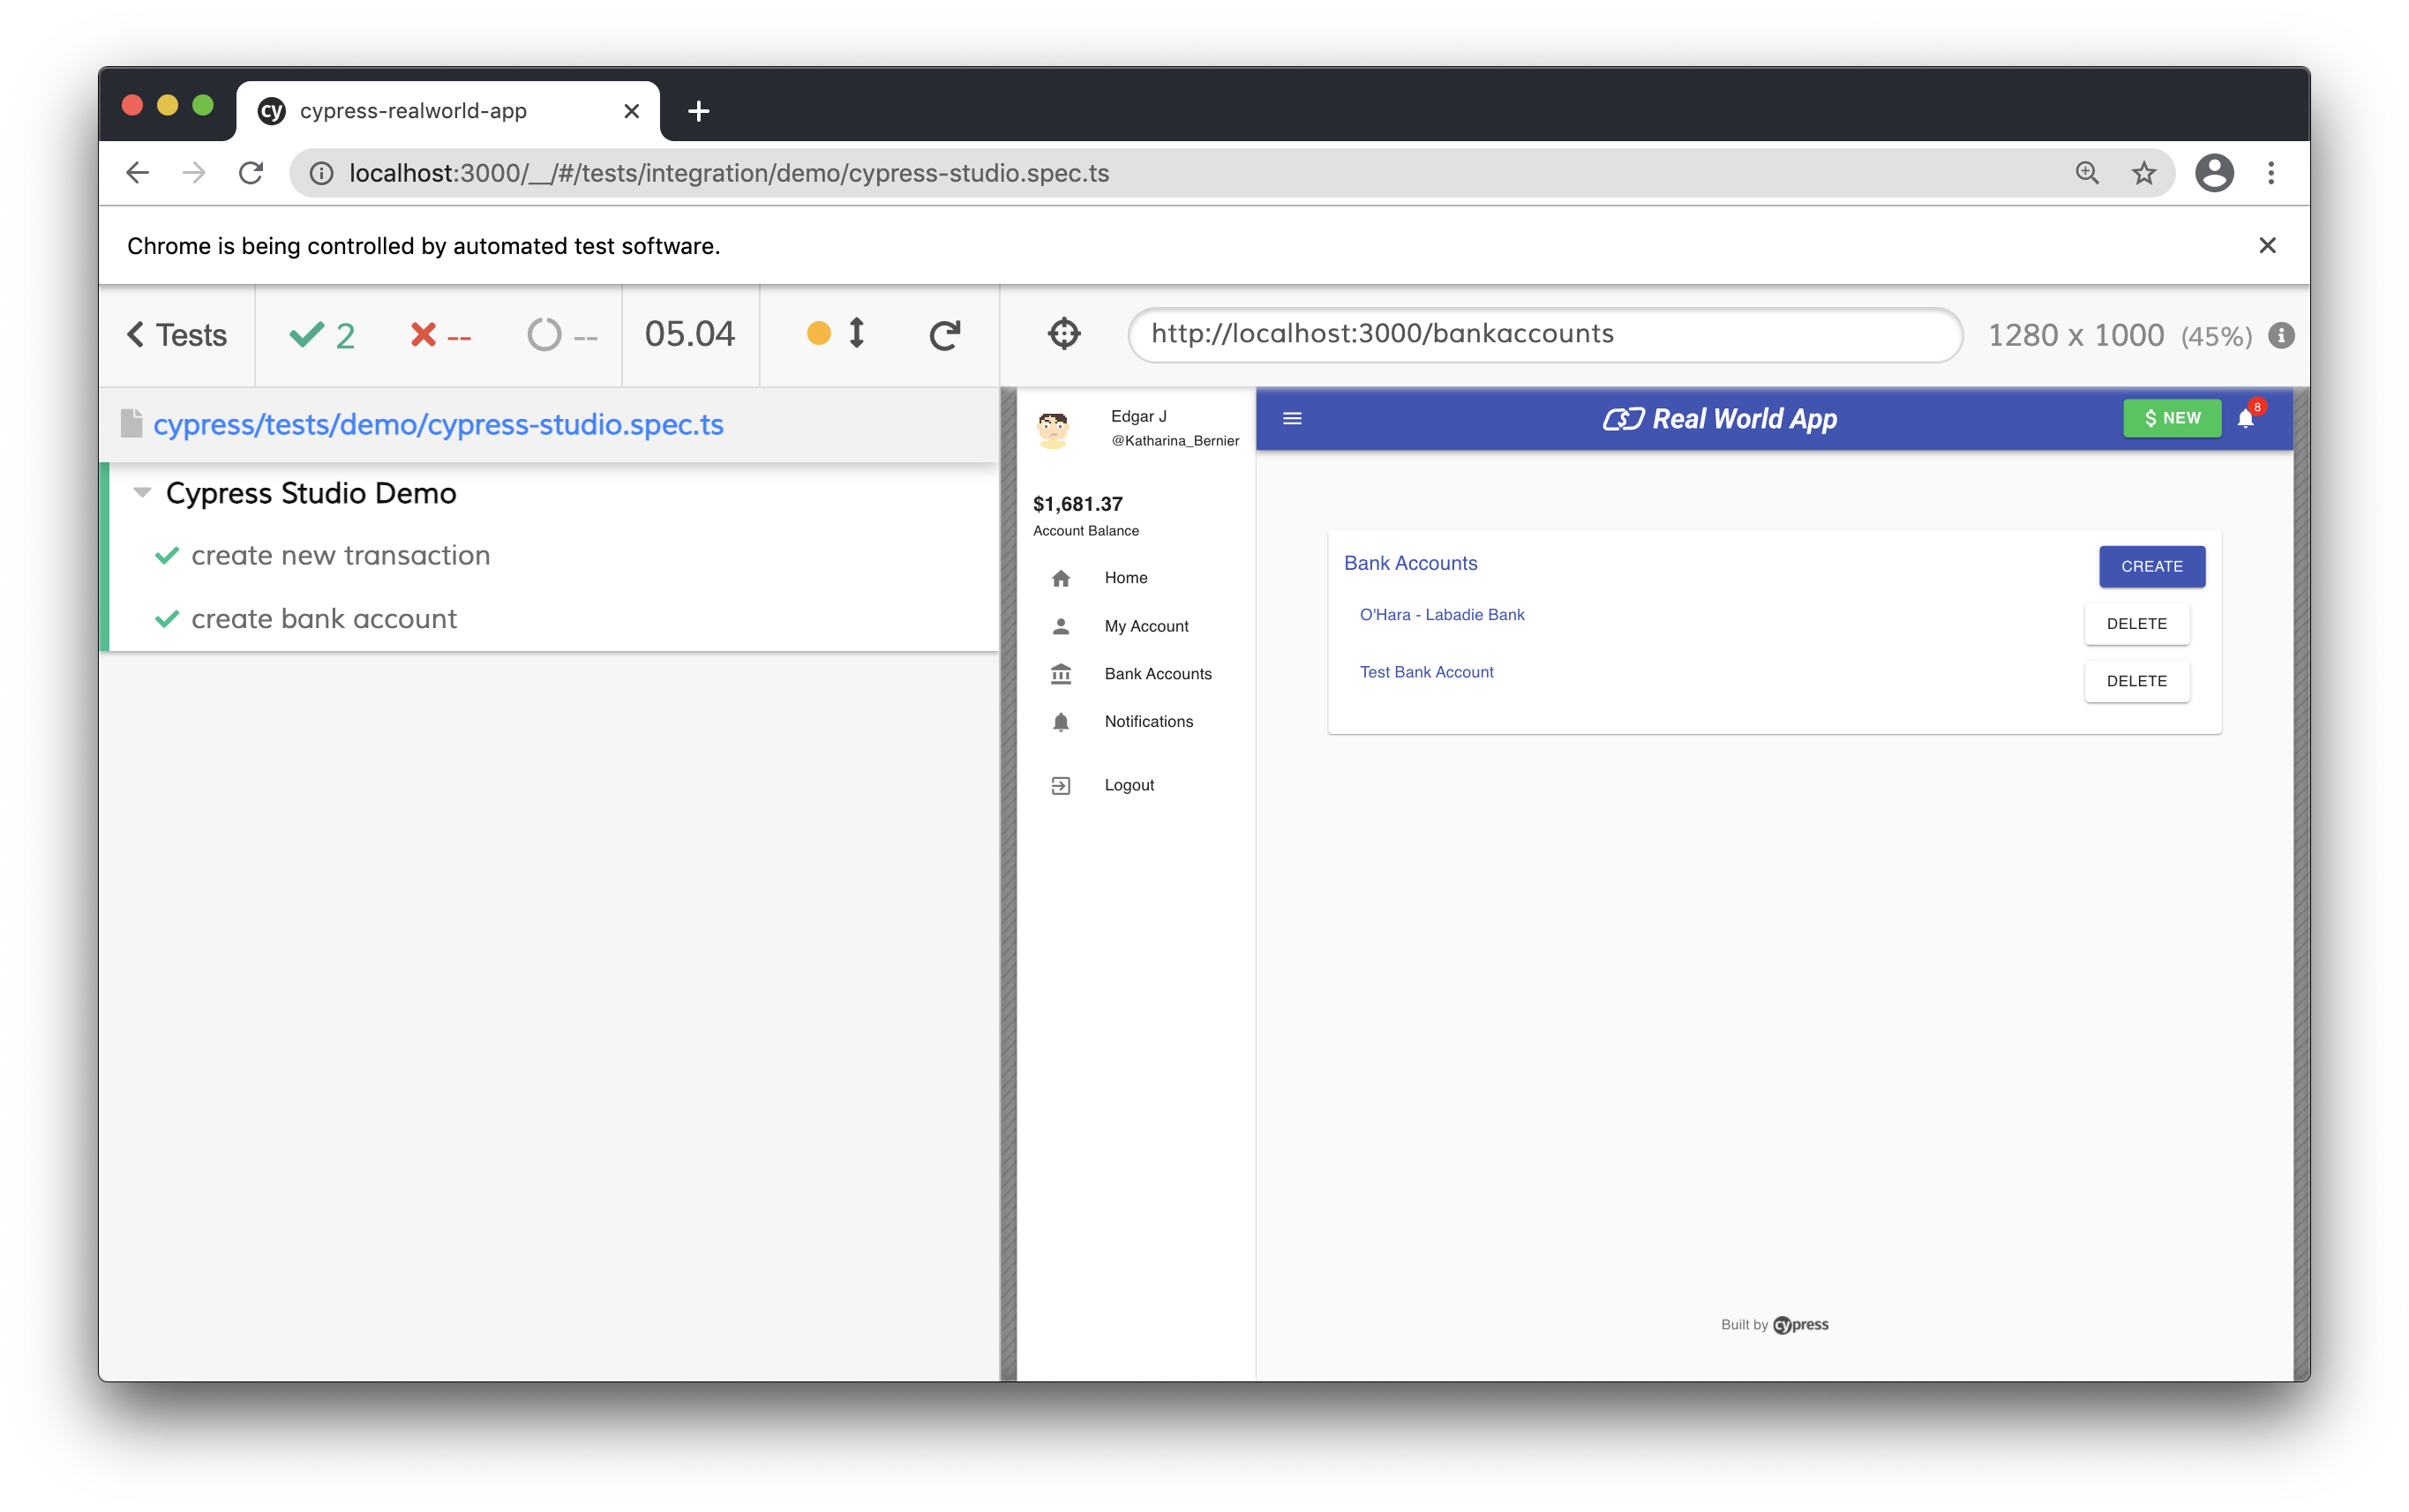 cy cypress-realworld-app
localhost:3000/__/#/tests/integration/demo/cypress-studio.spec.ts
Chrome is being controlled by automated test software.
Tests 2 -- -- 05.04 http://localhost:3000/bankaccounts 1280 x 1000 (45%)
cypress/tests/demo/cypress-studio.spec.ts
Cypress Studio Demo
create new transaction
create bank account
Edgar J
@Katharina_Bernier
$1,681.37
Account Balance
Home
My Account
Bank Accounts
Notifications
Logout
Real World App
$ NEW
8
Bank Accounts
CREATE
O'Hara - Labadie Bank
DELETE
Test Bank Account
DELETE
Built by cypress